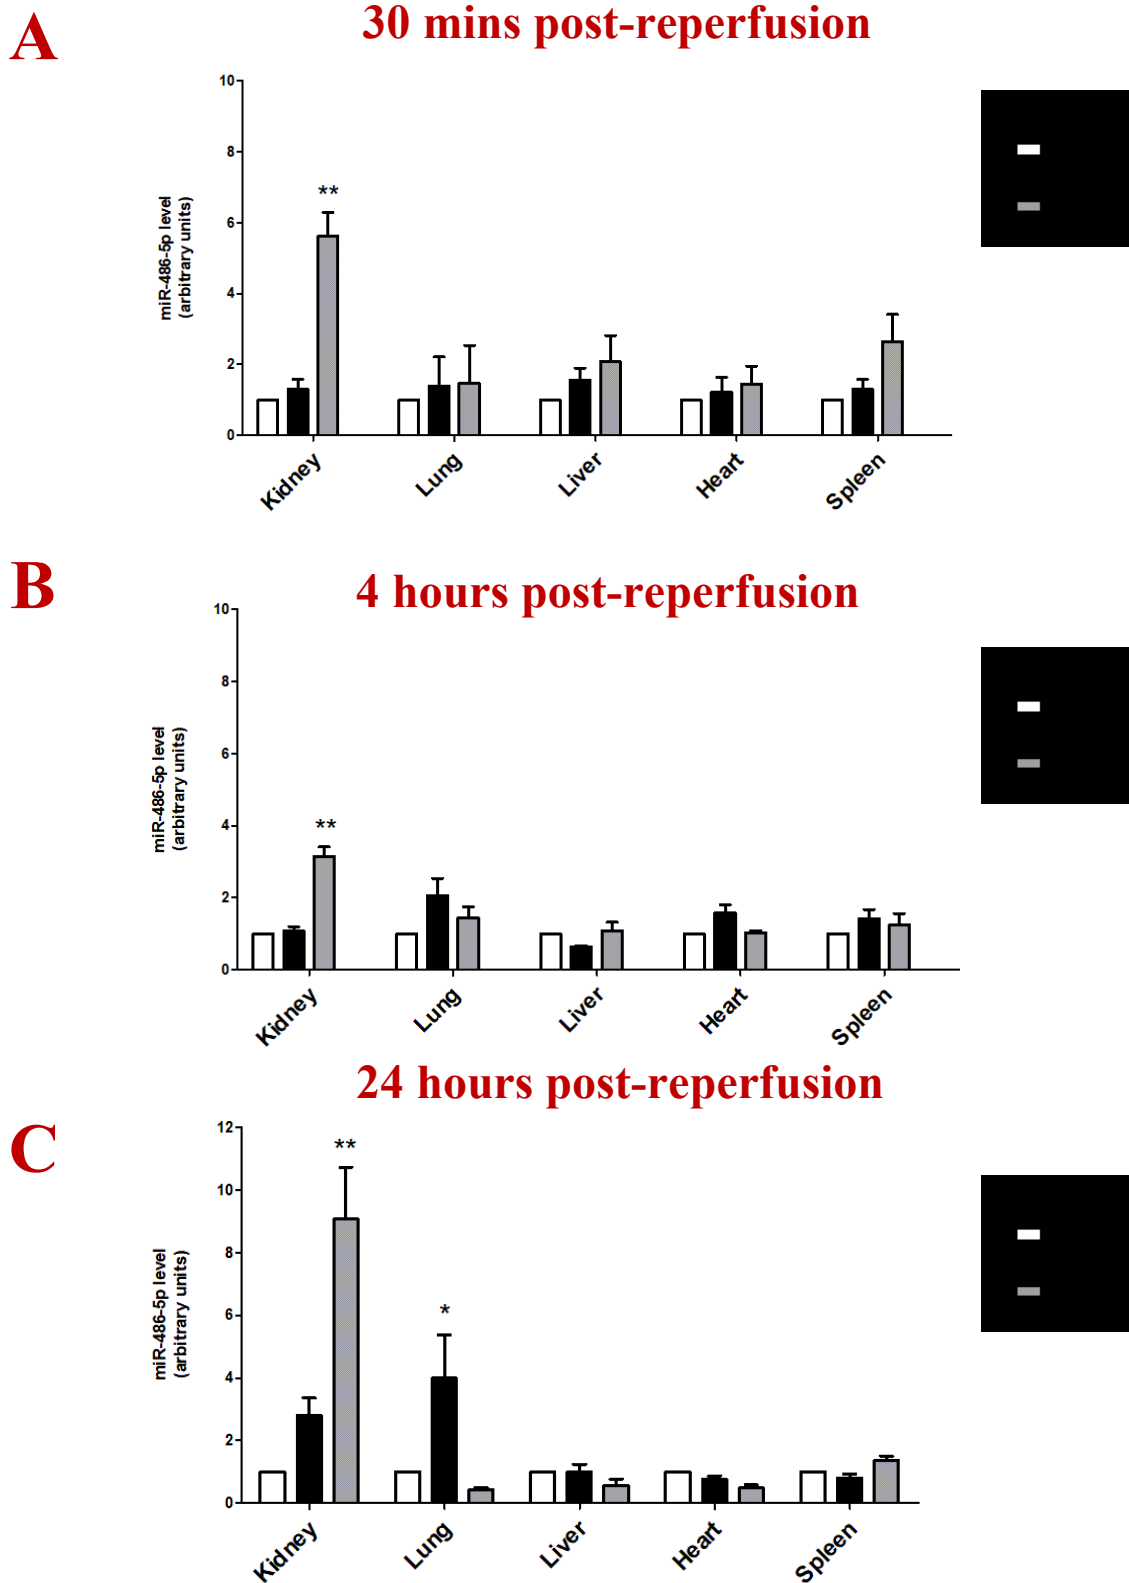 A
30 mins post-reperfusion
miR-486-5p level
(arbitrary units)
10
8
6
4
2
0
**
Kidney
Lung
Liver
Heart
Spleen
B
4 hours post-reperfusion
miR-486-5p level
(arbitrary units)
10
8
6
4
2
0
**
Kidney
Lung
Liver
Heart
Spleen
24 hours post-reperfusion
C
miR-486-5p level
(arbitrary units)
12
10
8
6
4
2
0
**
*
Kidney
Lung
Liver
Heart
Spleen